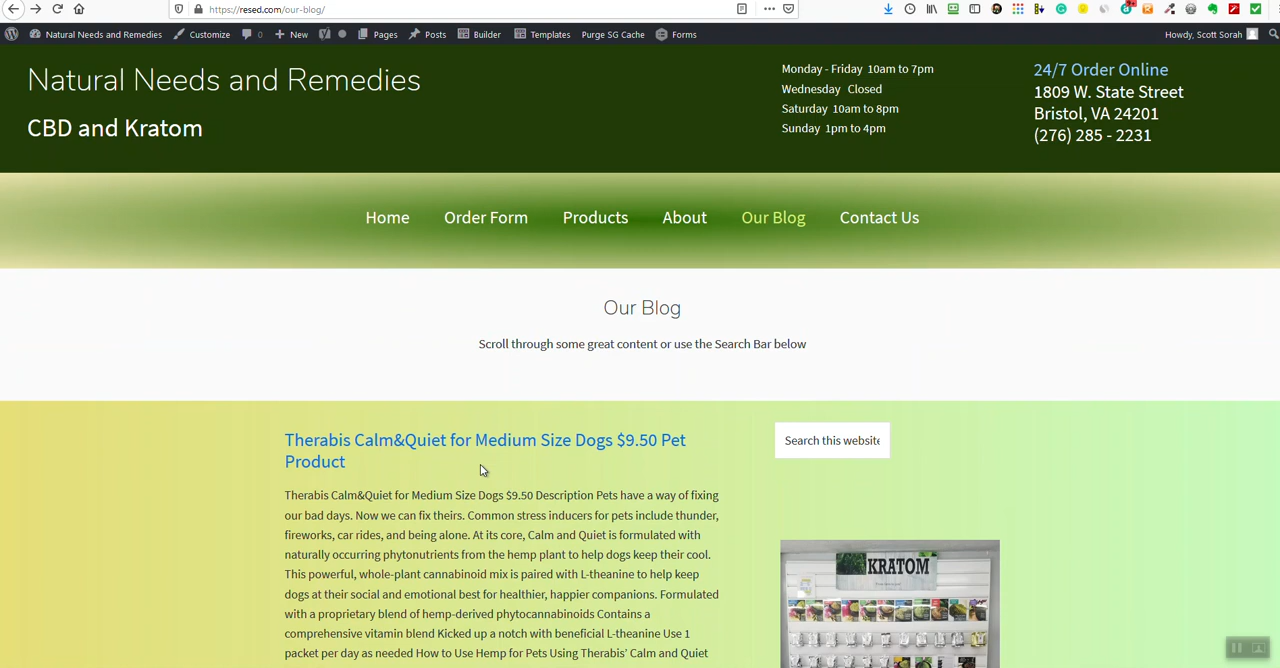 https://resed.com/our-blog/
Natural Needs and Remedies Customize 0 New Pages Posts Builder Templates Purge SG Cache Forms Howdy, Scott Sorah
Natural Needs and Remedies
CBD and Kratom
Monday - Friday 10am to 7pm
Wednesday Closed
Saturday 10am to 8pm
Sunday 1pm to 4pm
24/7 Order Online
1809 W. State Street
Bristol, VA 24201
(276) 285 - 2231
Home Order Form Products About Our Blog Contact Us
Our Blog
Scroll through some great content or use the Search Bar below
Therabis Calm&Quiet for Medium Size Dogs $9.50 Pet
Product
Therabis Calm&Quiet for Medium Size Dogs $9.50 Description Pets have a way of fixing
our bad days. Now we can fix theirs. Common stress inducers for pets include thunder,
fireworks, car rides, and being alone. At its core, Calm and Quiet is formulated with
naturally occurring phytonutrients from the hemp plant to help dogs keep their cool.
This powerful, whole-plant cannabinoid mix is paired with L-theanine to help keep
dogs at their social and emotional best for healthier, happier companions. Formulated
with a proprietary blend of hemp-derived phytocannabinoids Contains a
comprehensive vitamin blend Kicked up a notch with beneficial L-theanine Use 1
packet per day as needed How to Use Hemp for Pets Using Therabis' Calm and Quiet
Search this website
KRATOM